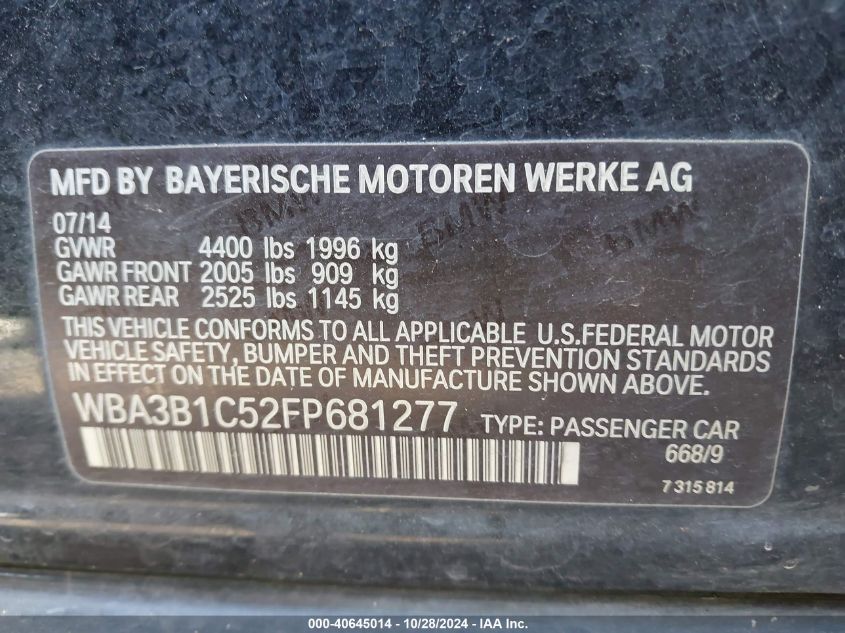 MFD BY BAYERISCHE MOTOREN WERKE AG
07/14
GVWR 4400 lbs 1996 kg
GAWR FRONT 2005 lbs 909 kg
GAWR REAR 2525 lbs 1145 kg
THIS VEHICLE CONFORMS TO ALL APPLICABLE U.S.FEDERAL MOTOR
VEHICLE SAFETY, BUMPER AND THEFT PREVENTION STANDARDS
IN EFFECT ON THE DATE OF MANUFACTURE SHOWN ABOVE.
WBA3B1C52FP681277 TYPE: PASSENGER CAR
668/9
7 315 814
BMW BMW BMW
000-40645014 | 10/28/2024 - IAA Inc.